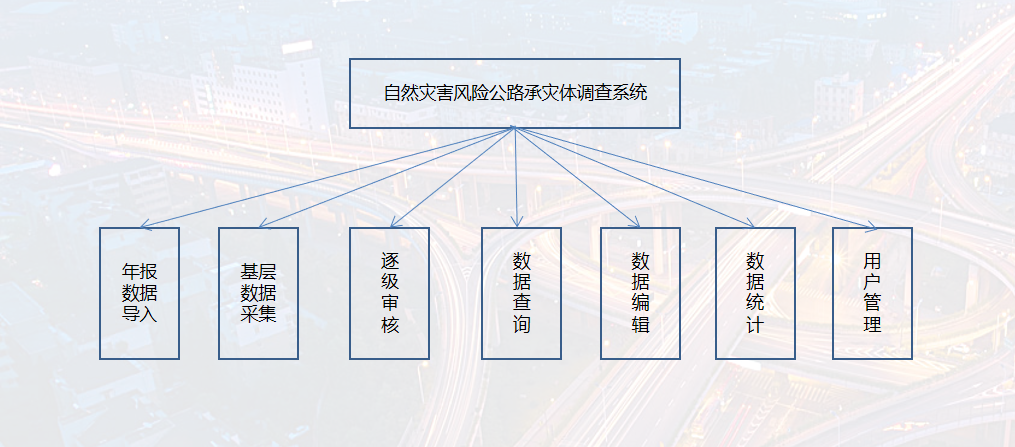 自然灾害风险公路承灾体调查系统
年报
数据
导入
基层
数据
采集
逐
级
审
核
数
据
查
询
数
据
编
辑
数
据
统
计
用
户
管
理